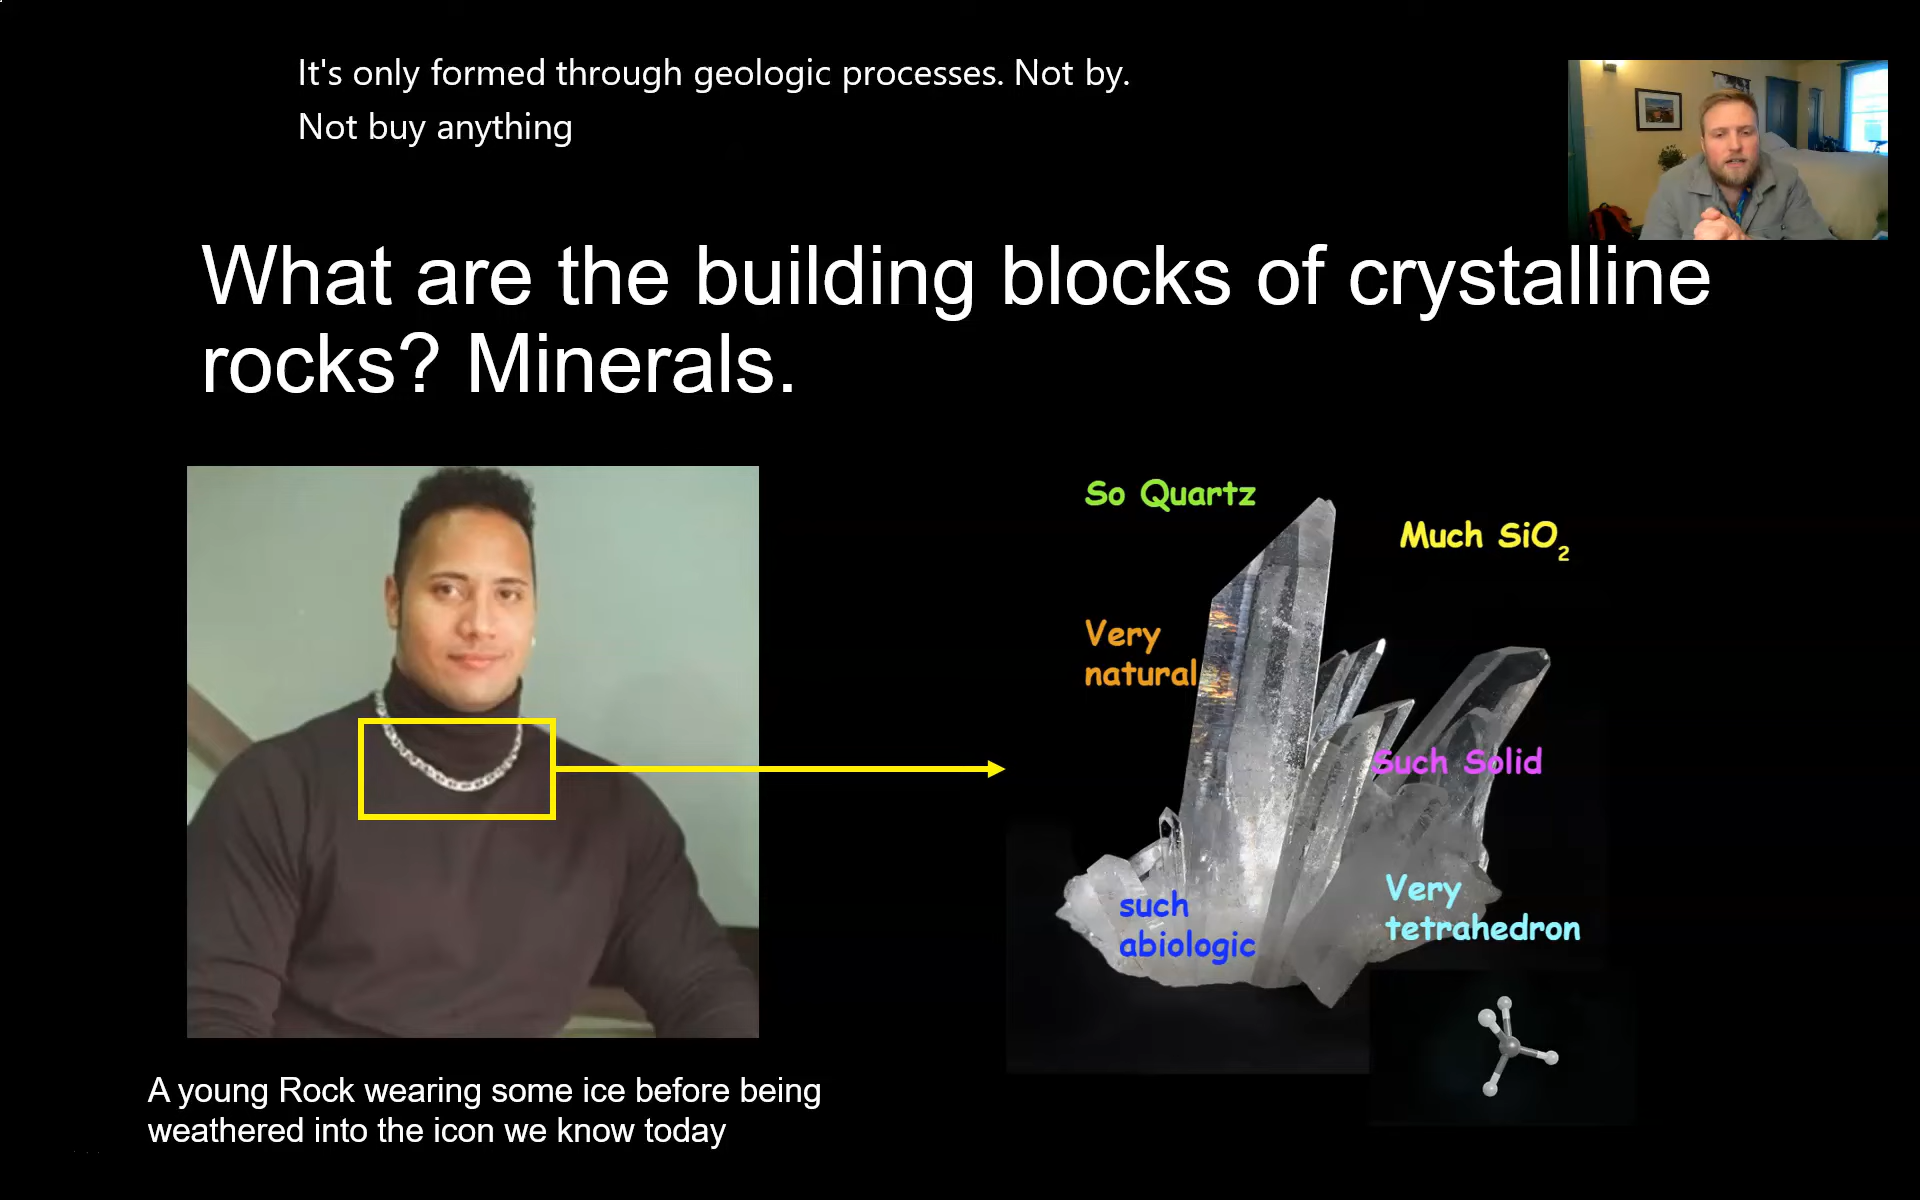 It's only formed through geologic processes. Not by.
Not buy anything
What are the building blocks of crystalline
rocks? Minerals.
So Quartz
Much SiO₂
Very
natural
Such Solid
such
abiologic
Very
tetrahedron
A young Rock wearing some ice before being
weathered into the icon we know today